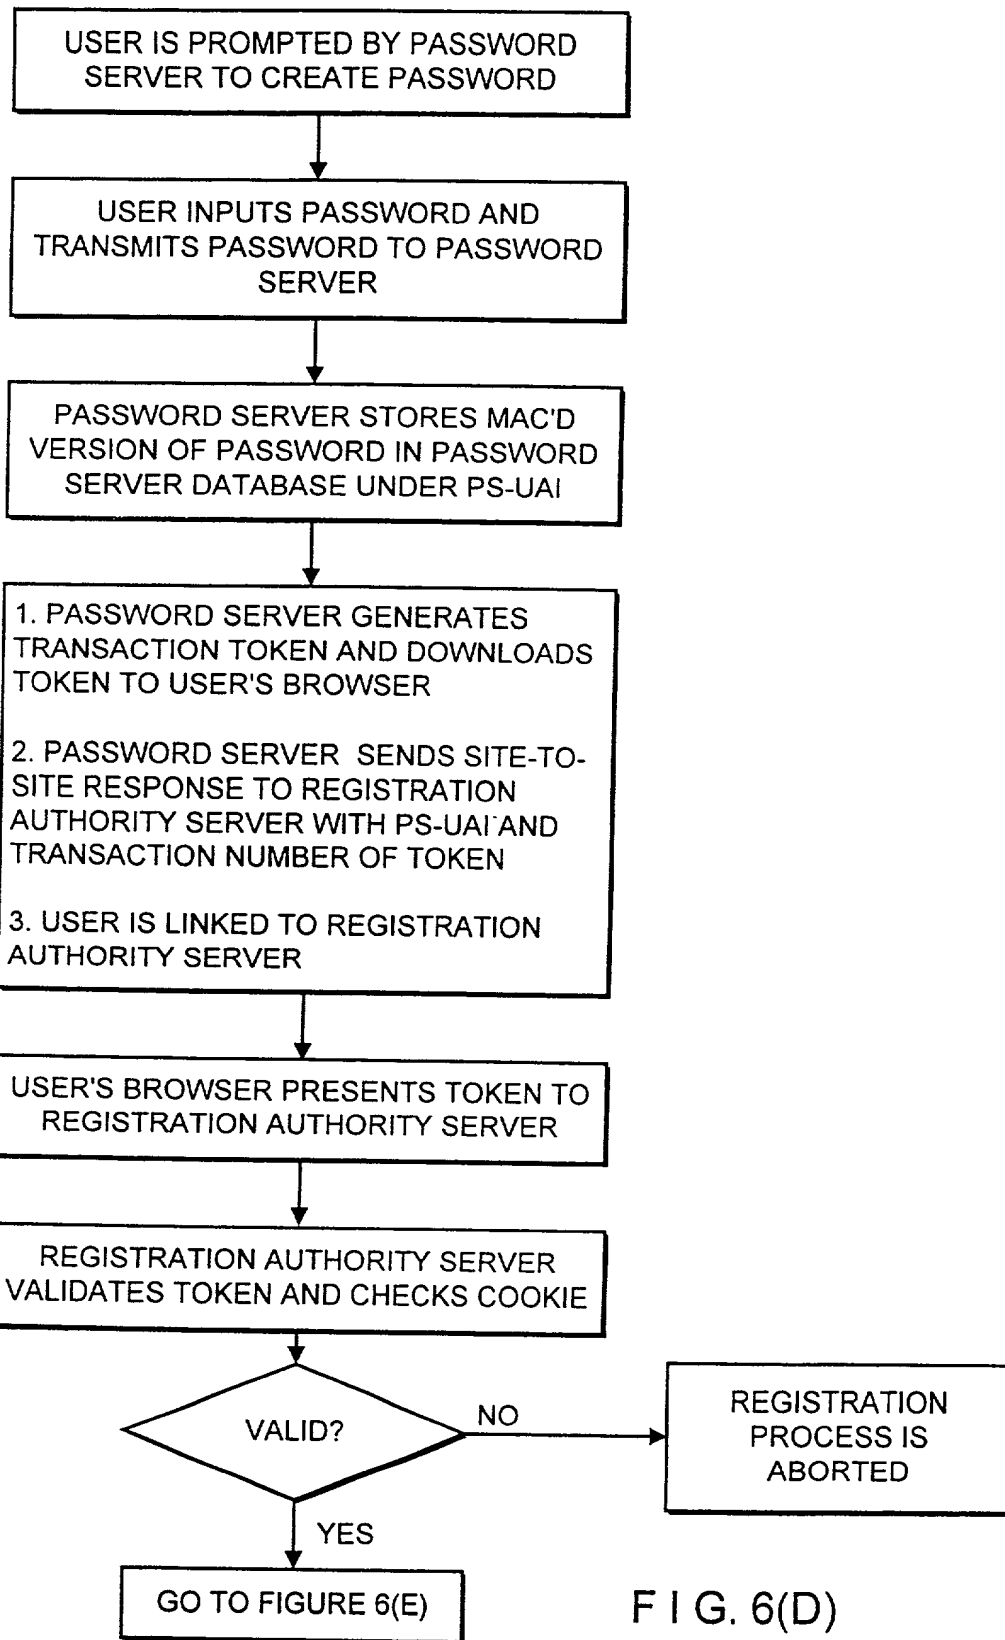 USER IS PROMPTED BY PASSWORD
SERVER TO CREATE PASSWORD
USER INPUTS PASSWORD AND
TRANSMITS PASSWORD TO PASSWORD
SERVER
PASSWORD SERVER STORES MAC'D
VERSION OF PASSWORD IN PASSWORD
SERVER DATABASE UNDER PS-UAI
1. PASSWORD SERVER GENERATES
TRANSACTION TOKEN AND DOWNLOADS
TOKEN TO USER'S BROWSER
2. PASSWORD SERVER SENDS SITE-TO-
SITE RESPONSE TO REGISTRATION
AUTHORITY SERVER WITH PS-UAI AND
TRANSACTION NUMBER OF TOKEN
3. USER IS LINKED TO REGISTRATION
AUTHORITY SERVER
USER'S BROWSER PRESENTS TOKEN TO
REGISTRATION AUTHORITY SERVER
REGISTRATION AUTHORITY SERVER
VALIDATES TOKEN AND CHECKS COOKIE
VALID?
NO
REGISTRATION
PROCESS IS
ABORTED
YES
GO TO FIGURE 6(E)
FIG. 6(D)